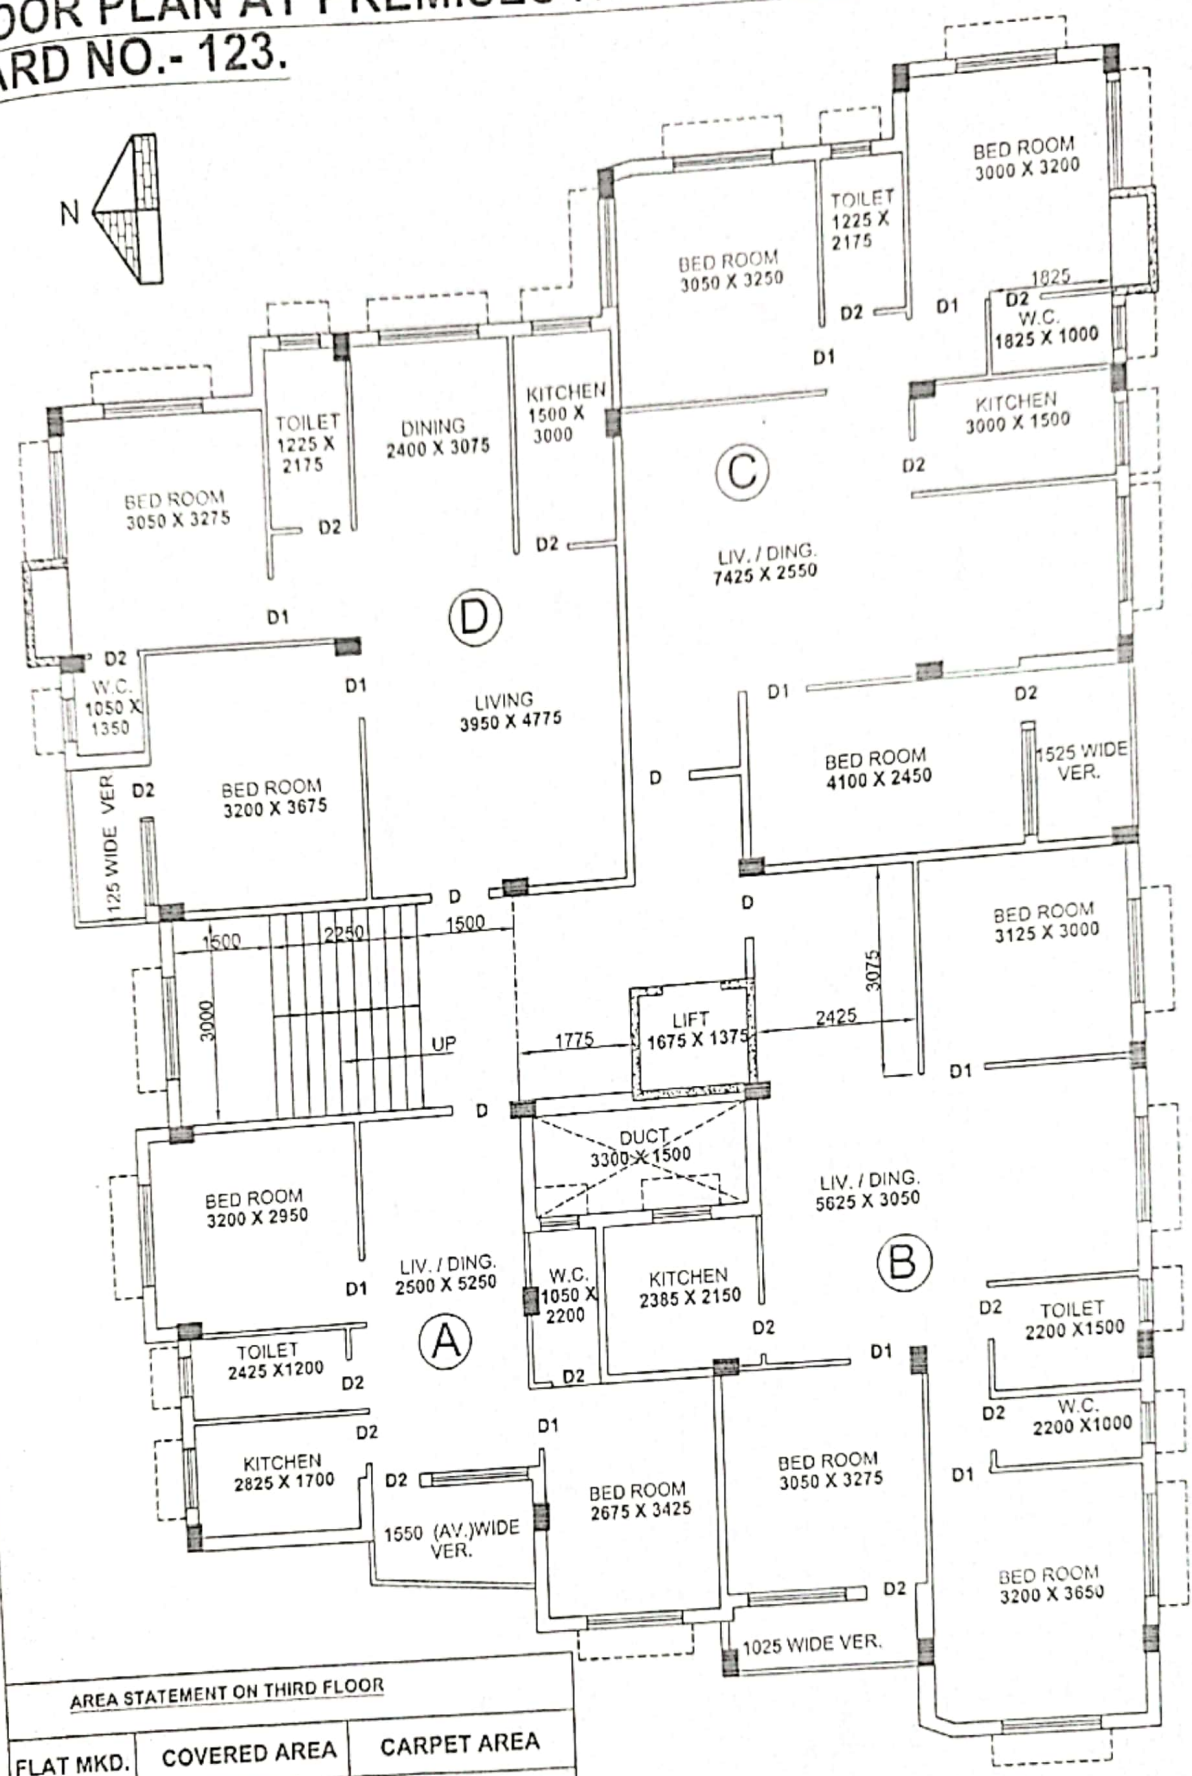 OOR PLAN AT PREMISES
ARD NO.- 123.
N
BED ROOM
3000 X 3200
TOILET
1225 X
2175
BED ROOM
3050 X 3250
1825
D2
D1
D2
W.C.
1825 X 1000
D1
KITCHEN
3000 X 1500
KITCHEN
1500 X
3000
TOILET
1225 X
2175
DINING
2400 X 3075
C
D2
BED ROOM
3050 X 3275
D2
D2
LIV. / DING.
7425 X 2550
D1
D
D2
D1
D1
D2
W.C.
1050 X
1350
LIVING
3950 X 4775
BED ROOM
4100 X 2450
1525 WIDE
VER.
D
BED ROOM
3200 X 3675
D2
125 WIDE VER
D
D
BED ROOM
3125 X 3000
1500
2250
1500
3075
3000
LIFT
1675 X 1375
2425
1775
UP
D1
D
DUCT
3300 X 1500
LIV. / DING.
5625 X 3050
BED ROOM
3200 X 2950
B
LIV. / DING.
2500 X 5250
W.C.
1050 X
2200
KITCHEN
2385 X 2150
D1
D2
TOILET
2200 X1500
A
D2
D1
TOILET
2425 X1200
D2
D2
W.C.
2200 X1000
D2
D2
D1
D1
KITCHEN
2825 X 1700
D2
BED ROOM
2675 X 3425
BED ROOM
3050 X 3275
1550 (AV.)WIDE
VER.
D2
BED ROOM
3200 X 3650
1025 WIDE VER.
AREA STATEMENT ON THIRD FLOOR
FLAT MKD.
COVERED AREA
CARPET AREA